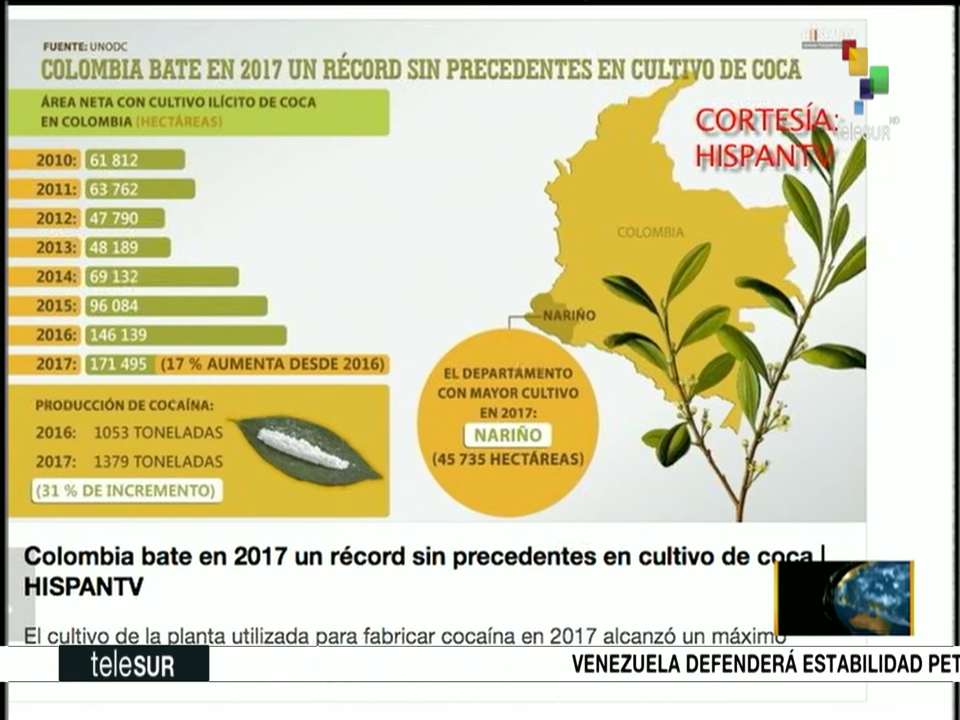 FUENTE: UNODC
COLOMBIA BATE EN 2017 UN RÉCORD SIN PRECEDENTES EN CULTIVO DE COCA
ÁREA NETA CON CULTIVO ILÍCITO DE COCA
EN COLOMBIA (HECTÁREAS)
2010: 61 812
2011: 63 762
2012: 47 790
2013: 48 189
2014: 69 132
2015: 96 084
2016: 146 139
2017: 171 495 (17 % AUMENTA DESDE 2016)
PRODUCCIÓN DE COCAÍNA:
2016: 1053 TONELADAS
2017: 1379 TONELADAS
(31 % DE INCREMENTO)
CORTESÍA:
HISPANTV
teleSUR HD
COLOMBIA
NARIÑO
EL DEPARTAMENTO
CON MAYOR CULTIVO
EN 2017:
NARIÑO
(45 735 HECTÁREAS)
Colombia bate en 2017 un récord sin precedentes en cultivo de coca |
HISPANTV
El cultivo de la planta utilizada para fabricar cocaína en 2017 alcanzó un máximo
teleSUR
VENEZUELA DEFENDERÁ ESTABILIDAD PET